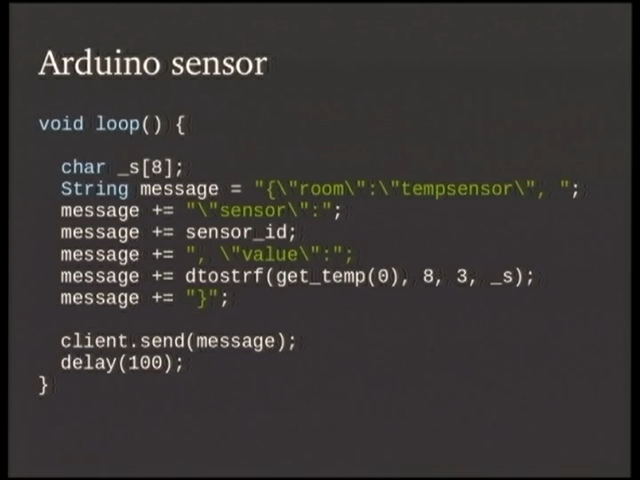 Arduino sensor
void loop() {
char _s[8];
String message = "{\"room\":\"tempsensor\", ";
message += "\"sensor\":";
message += sensor_id;
message += ", \"value\":";
message += dtostrf(get_temp(0), 8, 3, _s);
message += "}";
client.send(message);
delay(100);
}